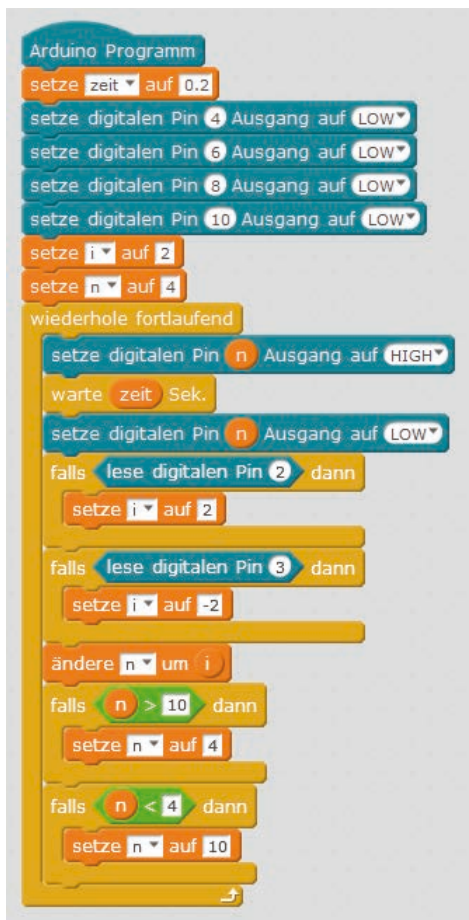 Arduino Programm
setze zeit auf 0.2
setze digitalen Pin 4 Ausgang auf LOW
setze digitalen Pin 6 Ausgang auf LOW
setze digitalen Pin 8 Ausgang auf LOW
setze digitalen Pin 10 Ausgang auf LOW
setze i auf 2
setze n auf 4
wiederhole fortlaufend
setze digitalen Pin n Ausgang auf HIGH
warte zeit Sek.
setze digitalen Pin n Ausgang auf LOW
falls lese digitalen Pin 2 dann
setze i auf 2
falls lese digitalen Pin 3 dann
setze i auf -2
ändere n um i
falls n > 10 dann
setze n auf 4
falls n < 4 dann
setze n auf 10